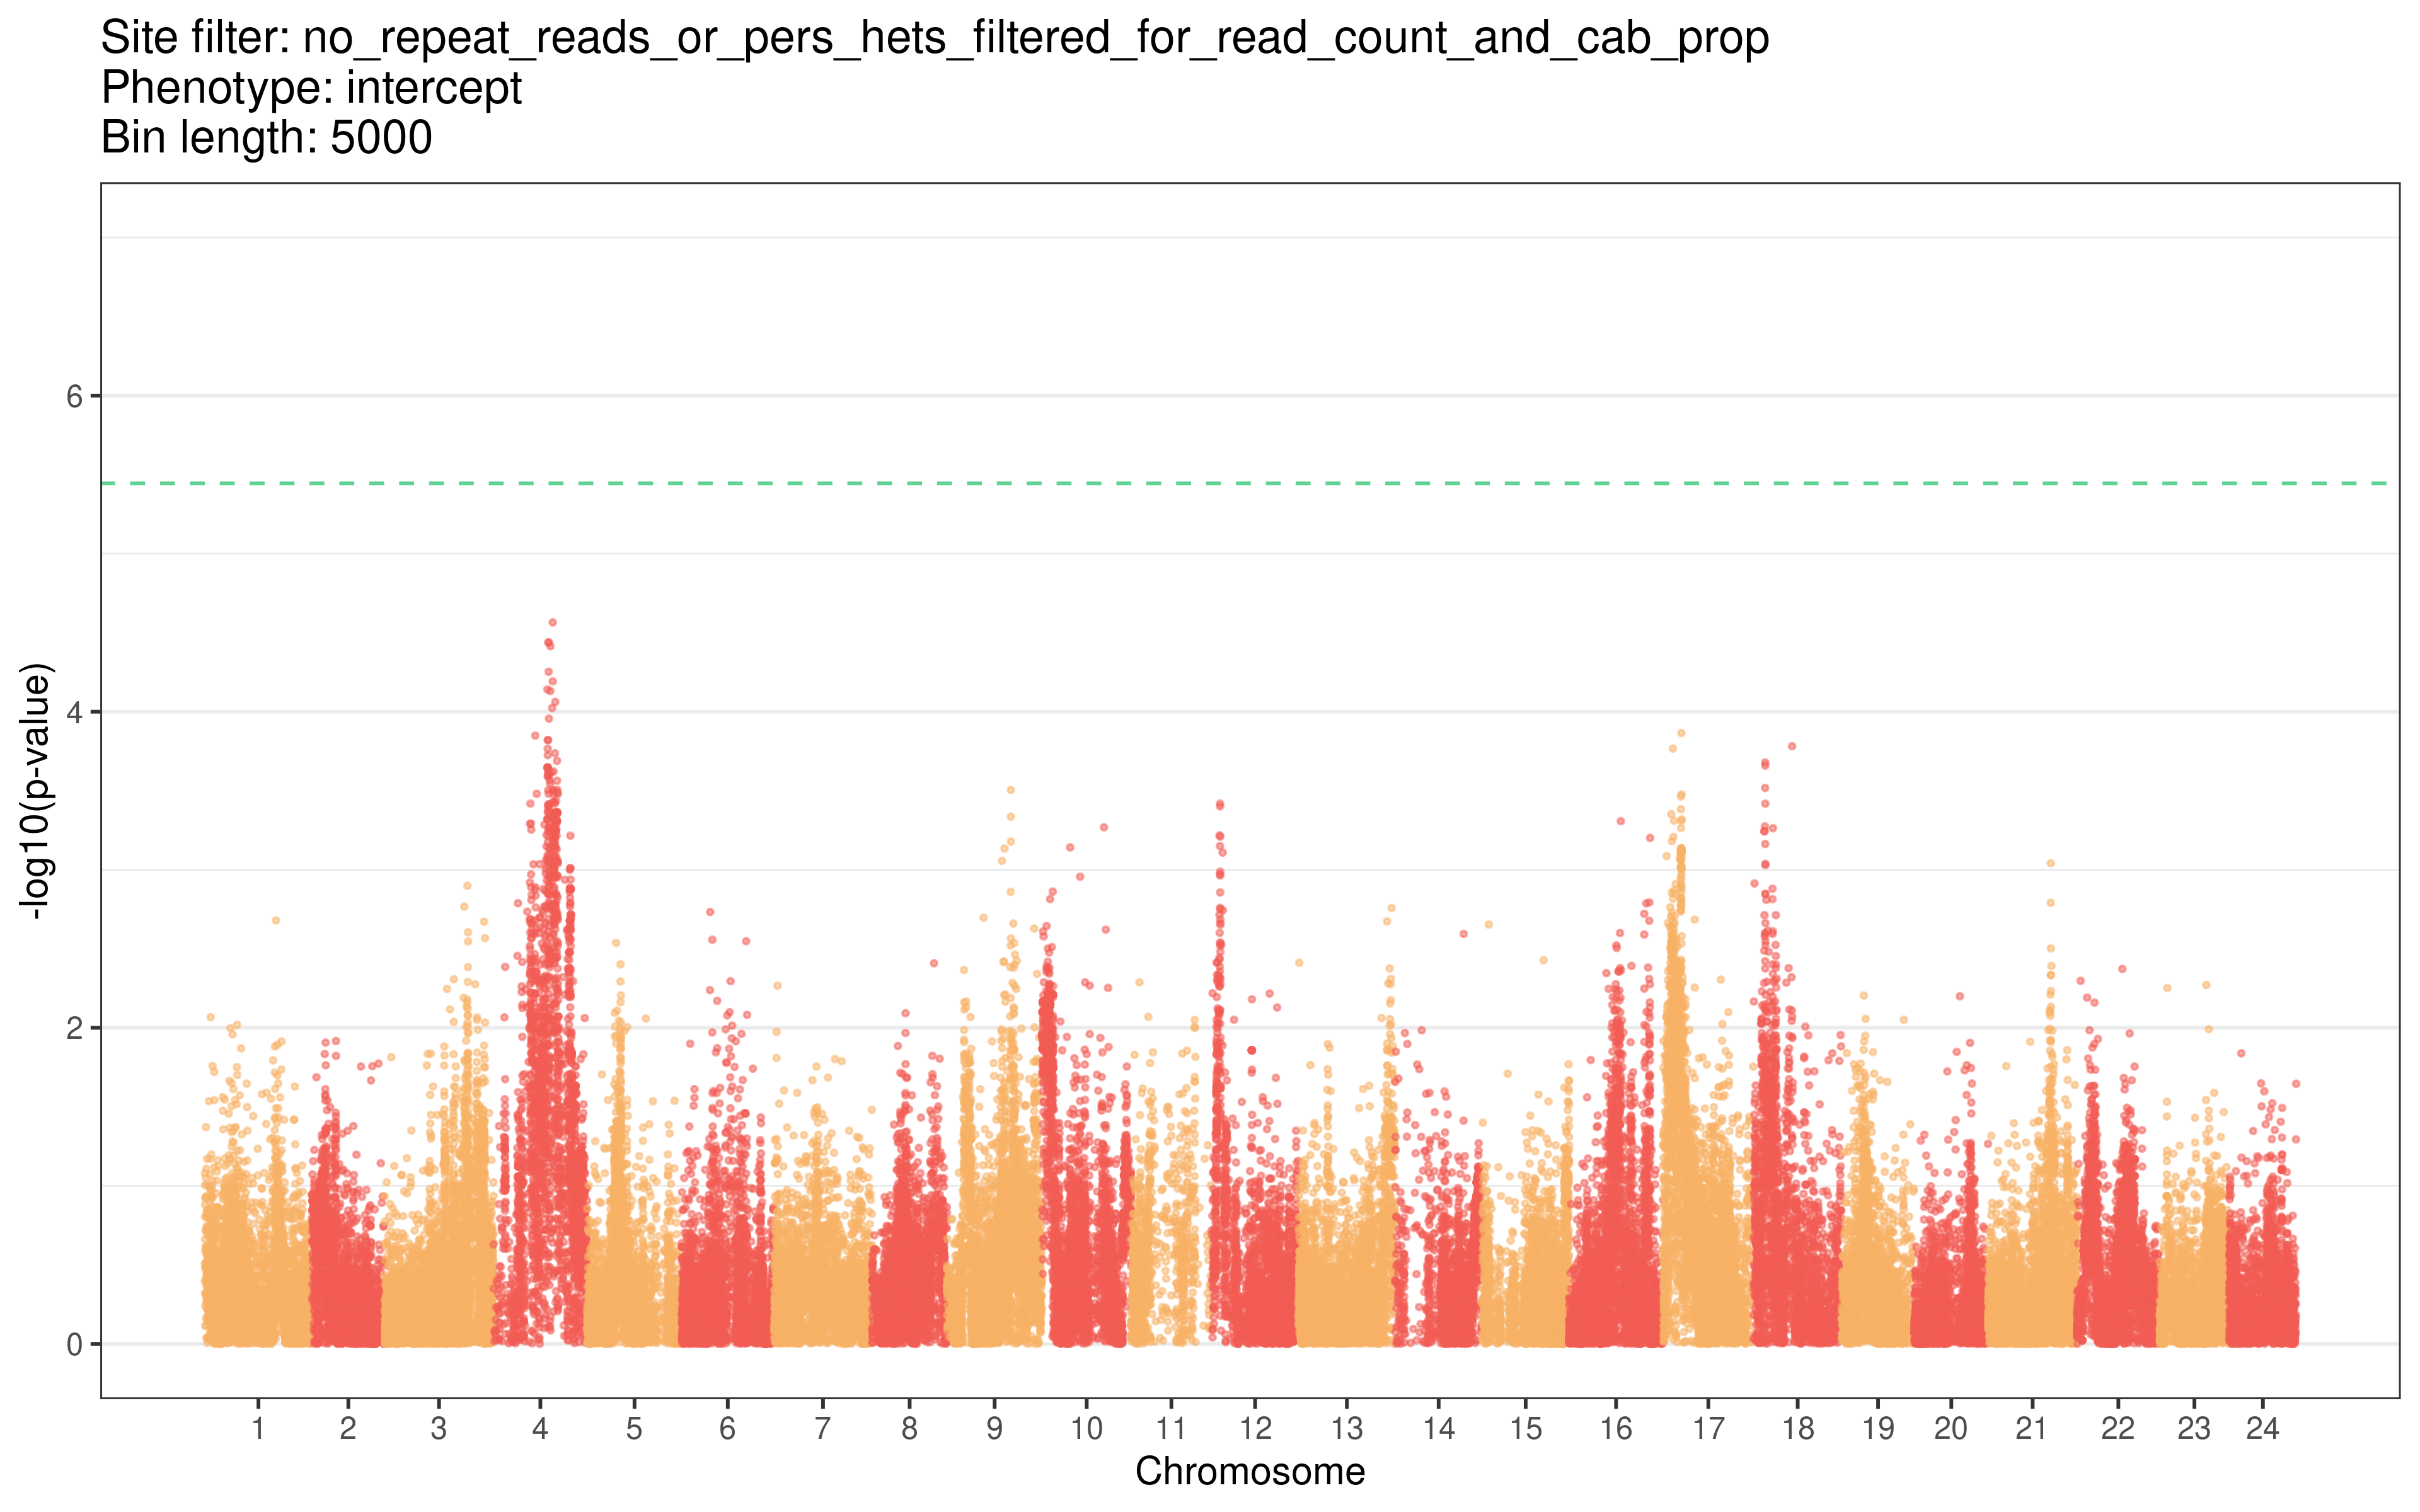 Site filter: no_repeat_reads_or_pers_hets_filtered_for_read_count_and_cab_prop
Phenotype: intercept
Bin length: 5000
6
4
2
0
-log10(p-value)
1 2 3 4 5 6 7 8 9 10 11 12 13 14 15 16 17 18 19 20 21 22 23 24
Chromosome